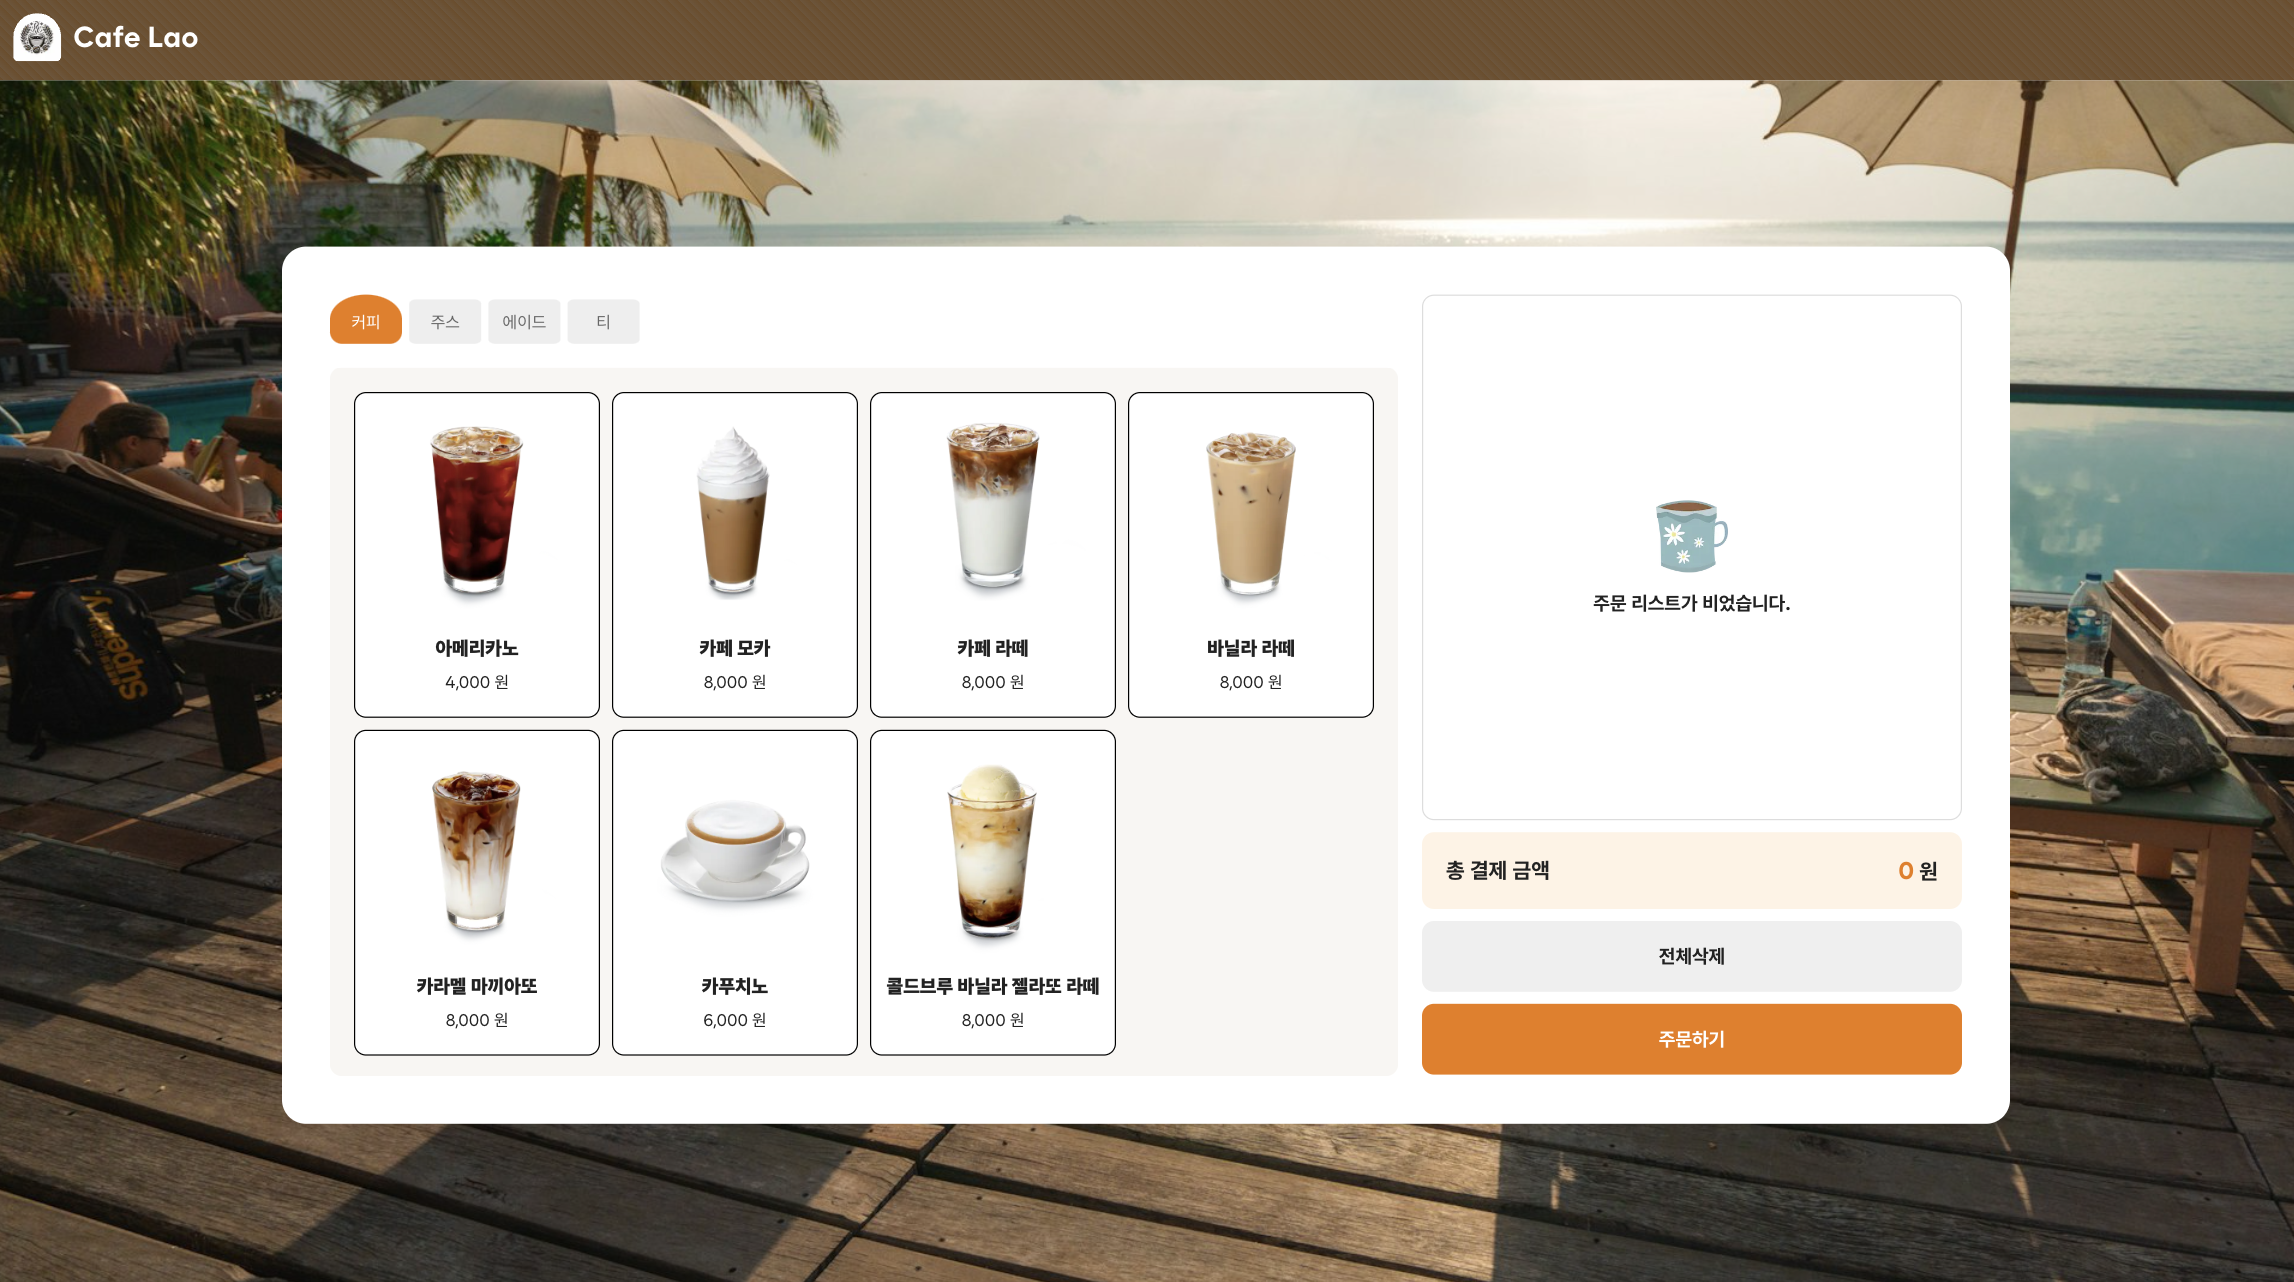 Cafe Lao
커피
주스
에이드
티
아메리카노
4,000 원
카페 모카
8,000 원
카페 라떼
8,000 원
바닐라 라떼
8,000 원
카라멜 마끼아또
8,000 원
카푸치노
6,000 원
콜드브루 바닐라 젤라또 라떼
8,000 원
주문 리스트가 비었습니다.
총 결제 금액
0 원
전체삭제
주문하기
Superdry